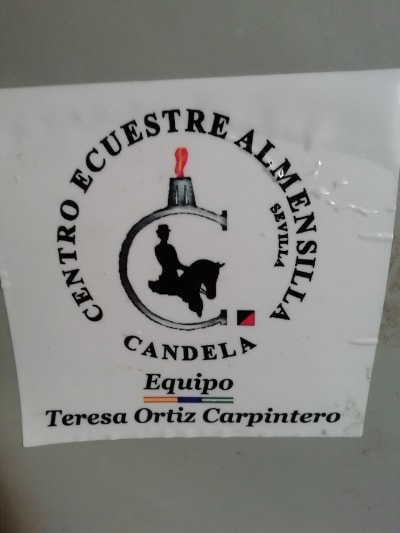 CENTRO ECUESTRE ALMENSILLA
SEVILLA
C.
CANDELA
Equipo
Teresa Ortiz Carpintero